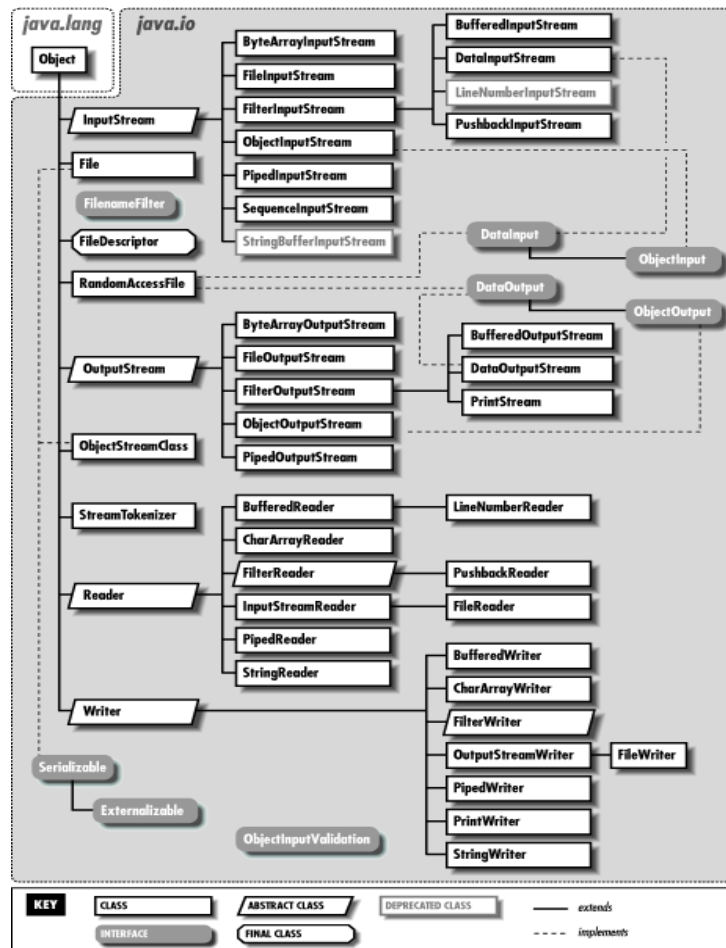 java.lang
java.io
Object
InputStream
ByteArrayInputStream
FileInputStream
FilterInputStream
ObjectInputStream
PipedInputStream
SequenceInputStream
StringBufferInputStream
BufferedInputStream
DataInputStream
LineNumberInputStream
PushbackInputStream
File
FilenameFilter
FileDescriptor
RandomAccessFile
DataInput
ObjectInput
DataOutput
ObjectOutput
OutputStream
ByteArrayOutputStream
FileOutputStream
FilterOutputStream
ObjectOutputStream
PipedOutputStream
BufferedOutputStream
DataOutputStream
PrintStream
ObjectStreamClass
StreamTokenizer
Reader
BufferedReader
CharArrayReader
FilterReader
InputStreamReader
PipedReader
StringReader
LineNumberReader
PushbackReader
FileReader
Writer
BufferedWriter
CharArrayWriter
FilterWriter
OutputStreamWriter
FileWriter
PipedWriter
PrintWriter
StringWriter
Serializable
Externalizable
ObjectInputValidation
KEY
CLASS
ABSTRACT CLASS
DEPRECATED CLASS
extends
INTERFACE
FINAL CLASS
implements